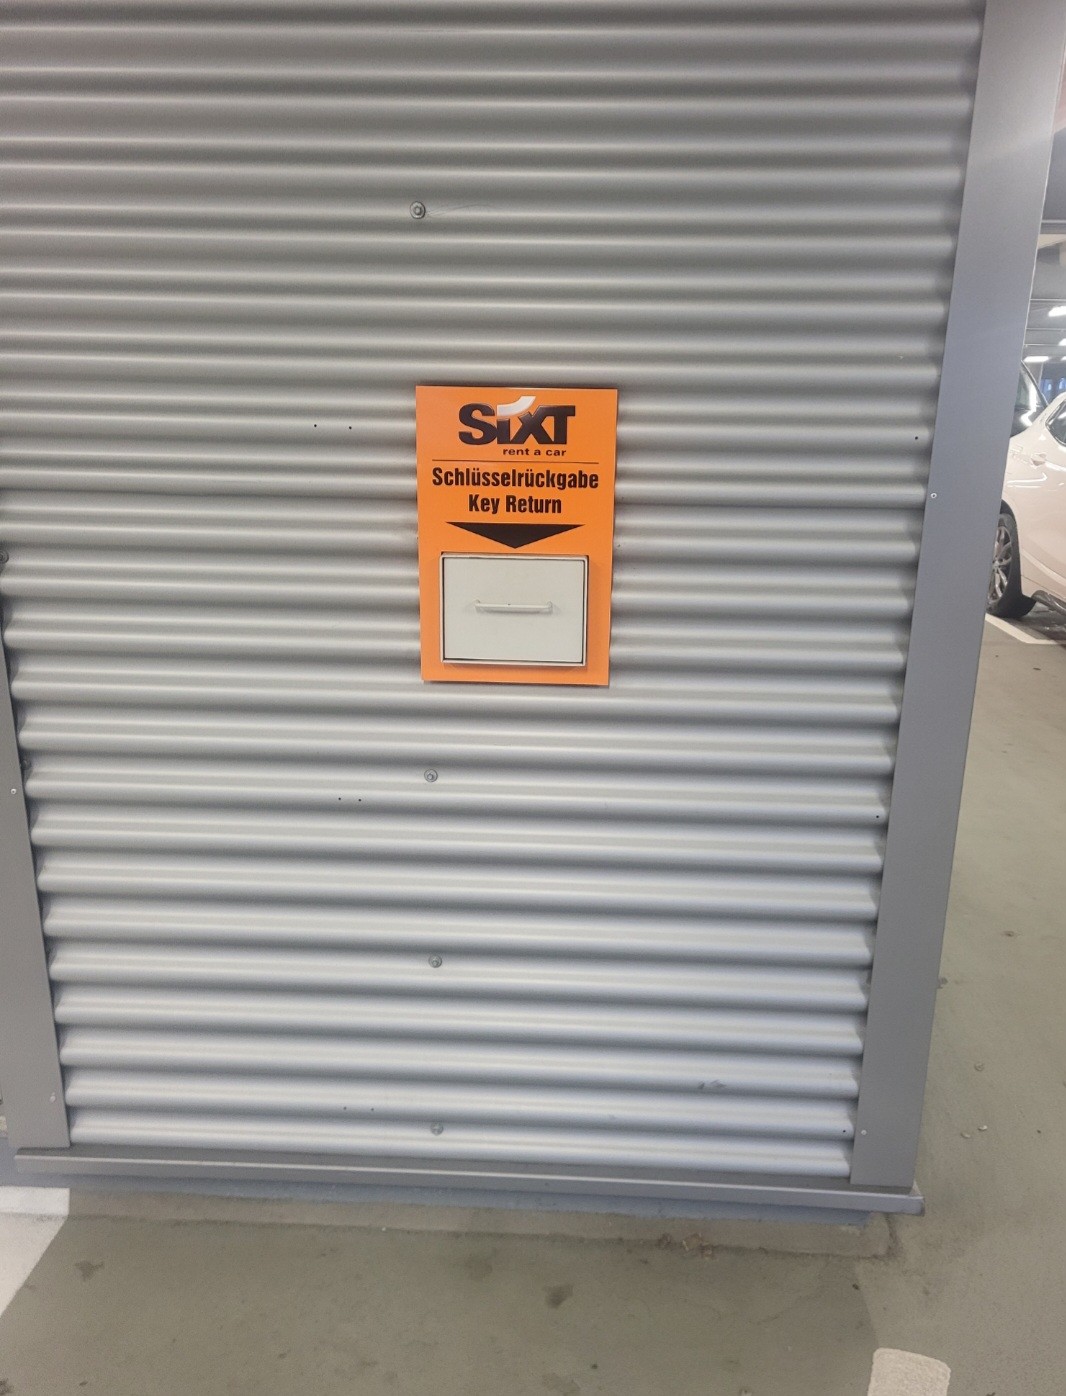 SIXT
rent a car
Schlüsselrückgabe
Key Return